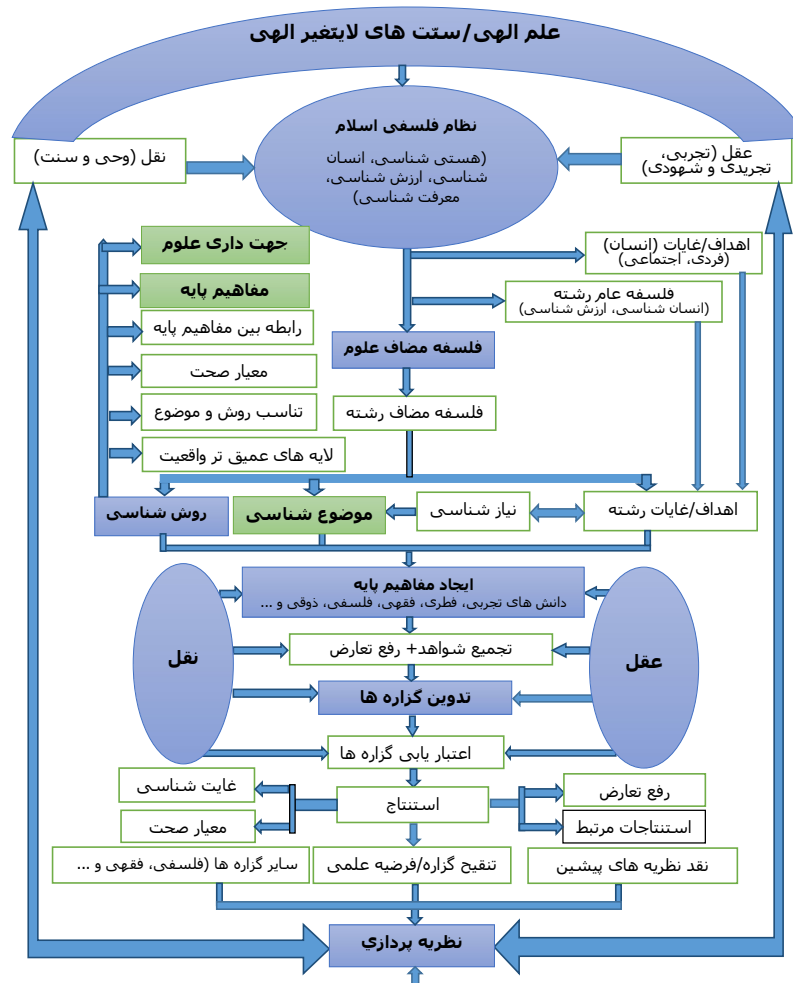 علم الهی/سنّت های لایتغیر الهی
نظام فلسفی اسلام
(هستی شناسی، انسان
شناسی، ارزش شناسی،
معرفت شناسی)
عقل (تجربی،
تجریدی و شهودی)
نقل (وحی و سنت)
اهداف/غایات (انسان)
(فردی، اجتماعی)
جهت داری علوم
مفاهیم پایه
فلسفه عام رشته
(انسان شناسی، ارزش شناسی)
رابطه بین مفاهیم پایه
فلسفه مضاف علوم
معیار صحت
فلسفه مضاف رشته
تناسب روش و موضوع
لایه های عمیق تر واقعیت
اهداف/غایات رشته
نیاز شناسی
موضوع شناسی
روش شناسی
ایجاد مفاهیم پایه
دانش های تجربی، فطری، فقهی، فلسفی، ذوقی و ...
عقل
نقل
تجمیع شواهد+ رفع تعارض
تدوین گزاره ها
اعتبار یابی گزاره ها
غایت شناسی
رفع تعارض
استنتاج
معیار صحت
استنتاجات مرتبط
نقد نظریه های پیشین
تنقیح گزاره/فرضیه علمی
سایر گزاره ها (فلسفی، فقهی و ...
نظریه پردازي